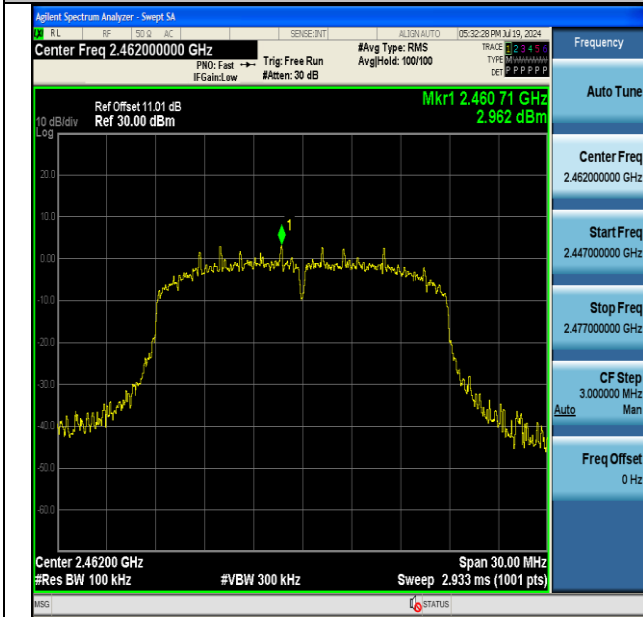 Agilent Spectrum Analyzer - Swept SA
RL RF 50 Ω AC SENSE:INT ALIGN AUTO 05:32:28 PM Jul 19, 2024
Center Freq 2.462000000 GHz
PNO: Fast
IFGain:Low
Trig: Free Run
#Atten: 30 dB
#Avg Type: RMS
Avg|Hold: 100/100
TRACE 1 2 3 4 5 6
TYPE MWWWWW
DET P P P P P P
Ref Offset 11.01 dB
10 dB/div Ref 30.00 dBm
Log
Mkr1 2.460 71 GHz
2.962 dBm
20.0
10.0
0.00
-10.0
-20.0
-30.0
-40.0
-50.0
-60.0
1
Center 2.46200 GHz
Span 30.00 MHz
#Res BW 100 kHz
#VBW 300 kHz
Sweep 2.933 ms (1001 pts)
MSG
STATUS
Frequency
Auto Tune
Center Freq
2.462000000 GHz
Start Freq
2.447000000 GHz
Stop Freq
2.477000000 GHz
CF Step
3.000000 MHz
Auto Man
Freq Offset
0 Hz